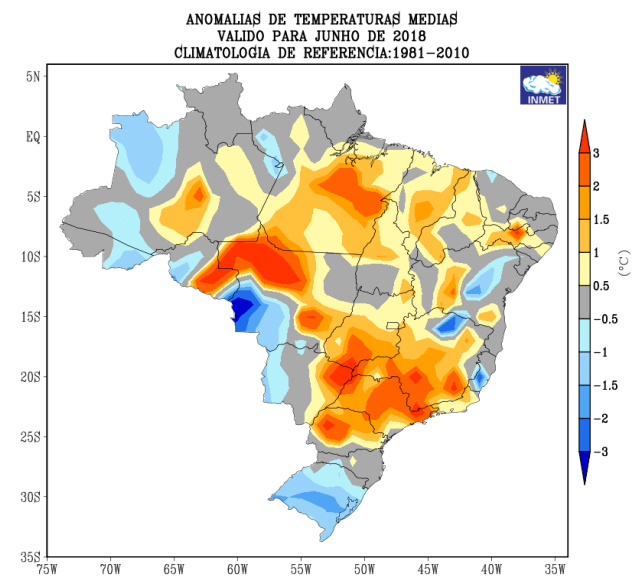 ANOMALIAS DE TEMPERATURAS MEDIAS
VALIDO PARA JUNHO DE 2018
CLIMATOLOGIA DE REFERENCIA:1981-2010
INMET
5N
EQ
5S
10S
15S
20S
25S
30S
35S
75W 70W 65W 60W 55W 50W 45W 40W 35W
3
2
1.5
1
0.5
-0.5
-1
-1.5
-2
-3
(°C)